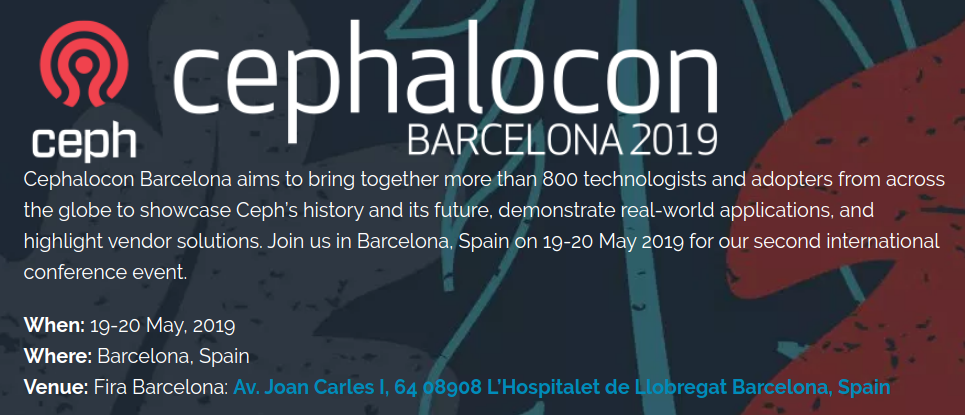 ceph
cephalocon
BARCELONA 2019
Cephalocon Barcelona aims to bring together more than 800 technologists and adopters from across
the globe to showcase Ceph's history and its future, demonstrate real-world applications, and
highlight vendor solutions. Join us in Barcelona, Spain on 19-20 May 2019 for our second international
conference event.
When: 19-20 May, 2019
Where: Barcelona, Spain
Venue: Fira Barcelona: Av. Joan Carles I, 64 08908 L'Hospitalet de Llobregat Barcelona, Spain